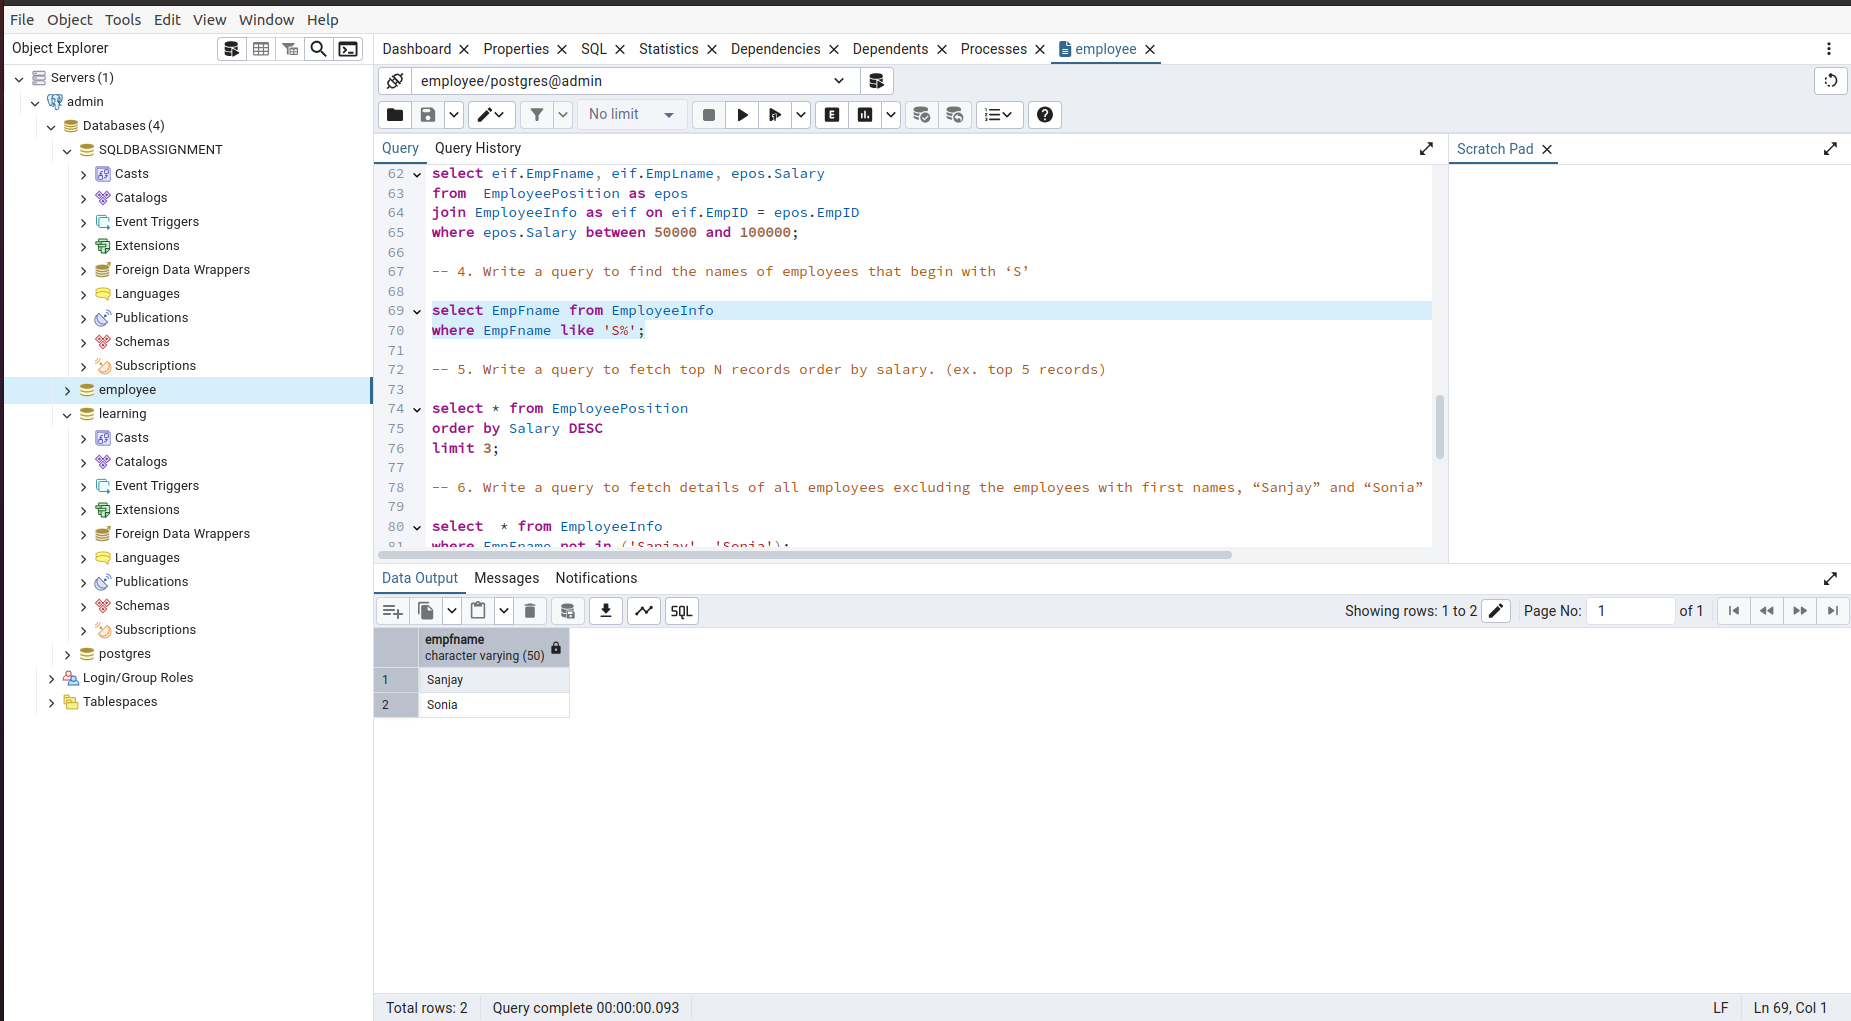 File Object Tools Edit View Window Help
Object Explorer
Servers (1)
admin
Databases (4)
SQLDBASSIGNMENT
Casts
Catalogs
Event Triggers
Extensions
Foreign Data Wrappers
Languages
Publications
Schemas
Subscriptions
employee
learning
Casts
Catalogs
Event Triggers
Extensions
Foreign Data Wrappers
Languages
Publications
Schemas
Subscriptions
postgres
Login/Group Roles
Tablespaces
Dashboard Properties SQL Statistics Dependencies Dependents Processes employee
employee/postgres@admin
No limit E
Query Query History
62 select eif.EmpFname, eif.EmpLname, epos.Salary
63 from  EmployeePosition as epos
64 join EmployeeInfo as eif on eif.EmpID = epos.EmpID
65 where epos.Salary between 50000 and 100000;
66
67 -- 4. Write a query to find the names of employees that begin with ‘S’
68
69 select EmpFname from EmployeeInfo
70 where EmpFname like 'S%';
71
72 -- 5. Write a query to fetch top N records order by salary. (ex. top 5 records)
73
74 select * from EmployeePosition
75 order by Salary DESC
76 limit 3;
77
78 -- 6. Write a query to fetch details of all employees excluding the employees with first names, “Sanjay” and “Sonia”
79
80 select  * from EmployeeInfo
81 where EmpFname not in ('Sanjay', 'Sonia');
Scratch Pad
Data Output Messages Notifications
SQL
Showing rows: 1 to 2 Page No: 1 of 1
empfname
character varying (50)
1 Sanjay
2 Sonia
Total rows: 2 Query complete 00:00:00.093 LF Ln 69, Col 1